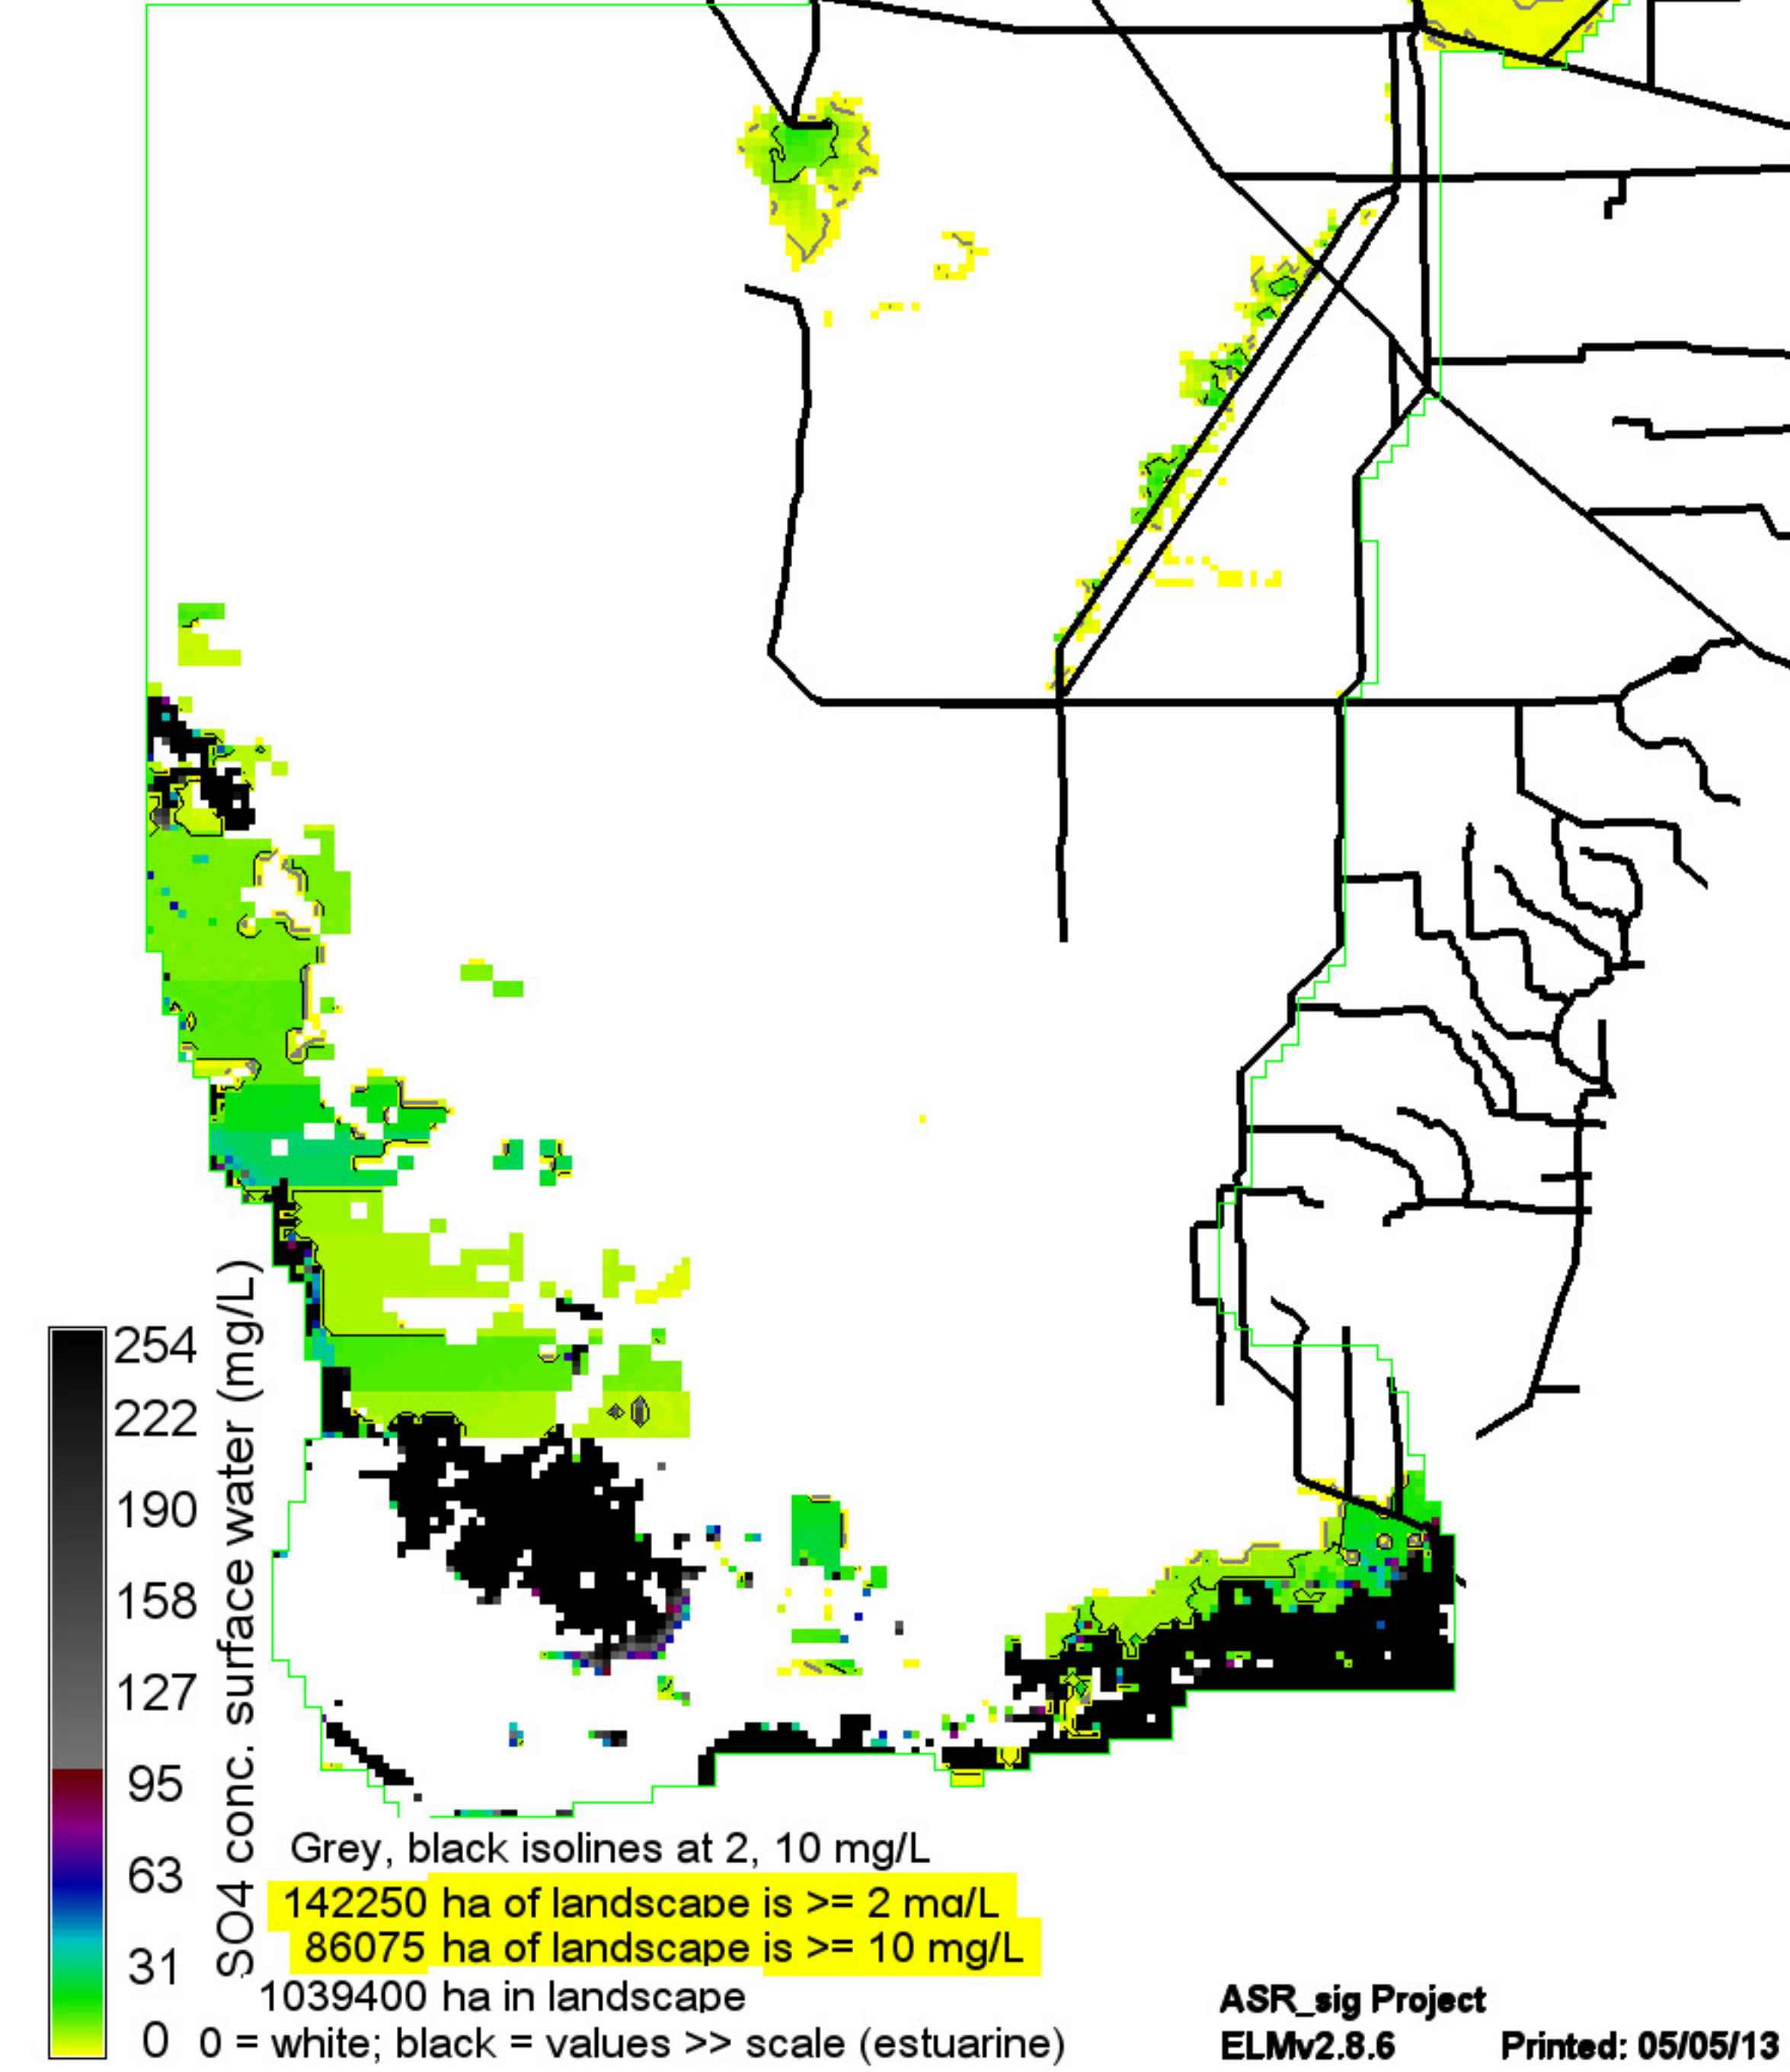 254
222
190
158
127
95
63
31
0
SO4 conc. surface water (mg/L)
Grey, black isolines at 2, 10 mg/L
142250 ha of landscape is >= 2 mg/L
86075 ha of landscape is >= 10 mg/L
1039400 ha in landscape
0 = white; black = values >> scale (estuarine)
ASR_sig Project
ELMv2.8.6 Printed: 05/05/13